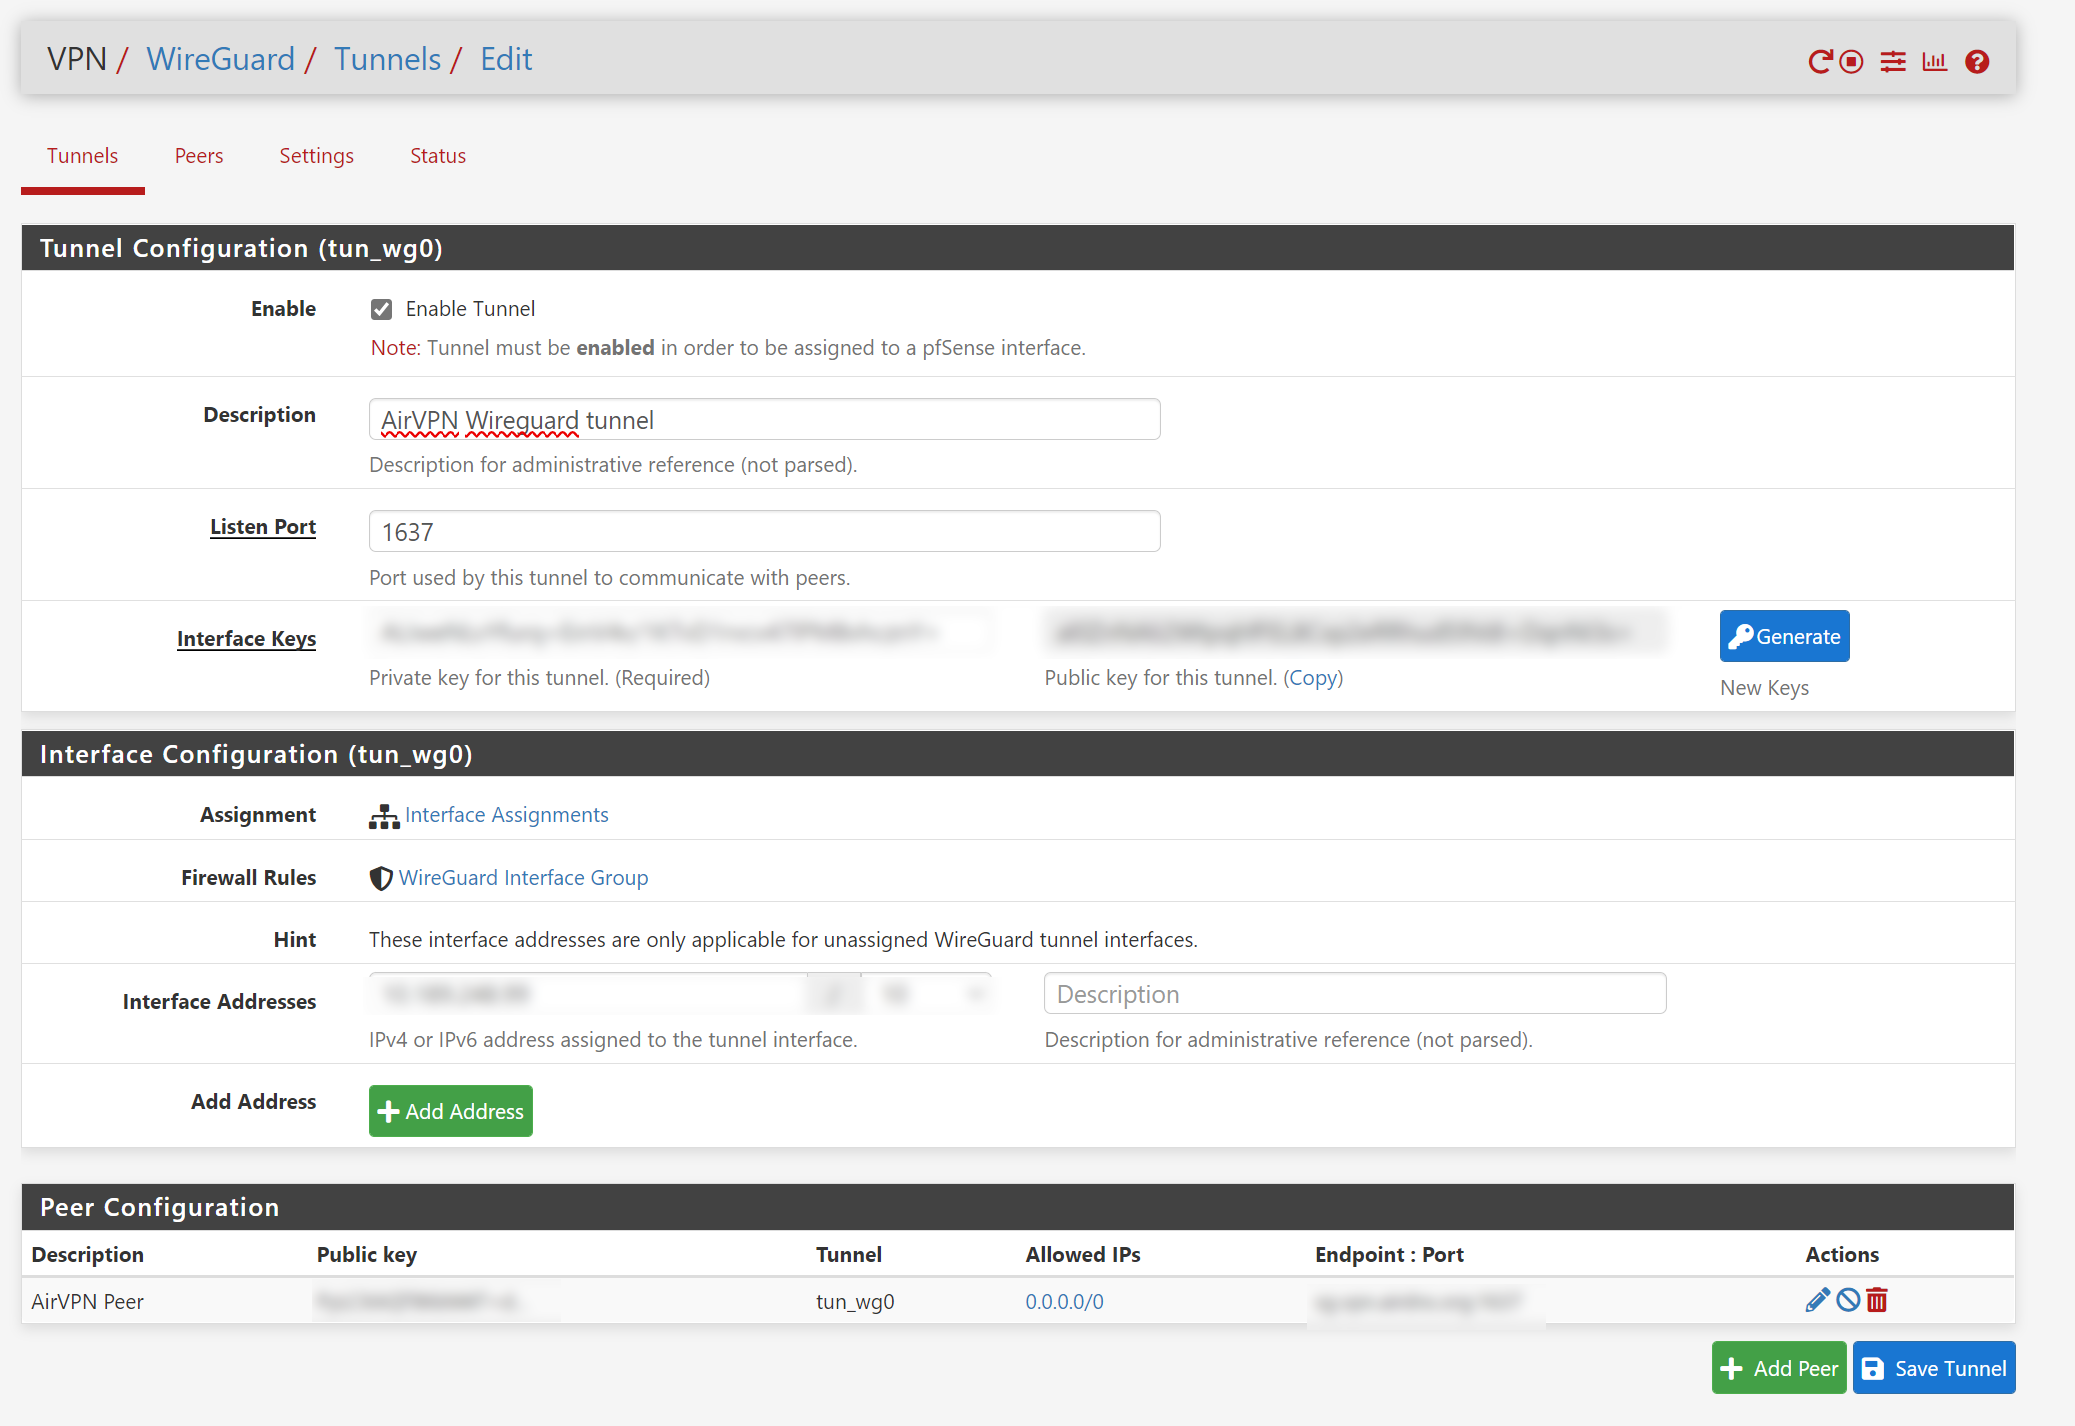 VPN / WireGuard / Tunnels / Edit
Tunnels Peers Settings Status
Tunnel Configuration (tun_wg0)
Enable Enable Tunnel
Note: Tunnel must be enabled in order to be assigned to a pfSense interface.
Description AirVPN Wireguard tunnel
Description for administrative reference (not parsed).
Listen Port 1637
Port used by this tunnel to communicate with peers.
Interface Keys Generate
Private key for this tunnel. (Required) Public key for this tunnel. (Copy) New Keys
Interface Configuration (tun_wg0)
Assignment Interface Assignments
Firewall Rules WireGuard Interface Group
Hint These interface addresses are only applicable for unassigned WireGuard tunnel interfaces.
Interface Addresses Description
IPv4 or IPv6 address assigned to the tunnel interface. Description for administrative reference (not parsed).
Add Address Add Address
Peer Configuration
Description Public key Tunnel Allowed IPs Endpoint : Port Actions
AirVPN Peer tun_wg0 0.0.0.0/0
Add Peer Save Tunnel